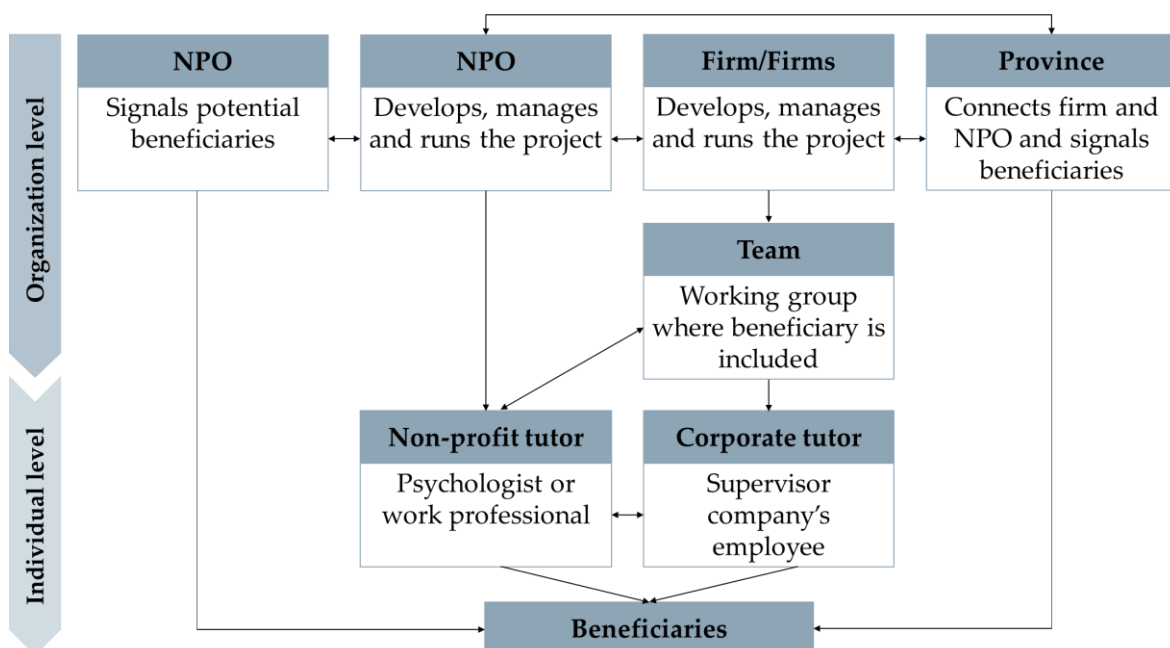 Organization level
NPO
Signals potential
beneficiaries
NPO
Develops, manages
and runs the project
Firm/Firms
Develops, manages
and runs the project
Province
Connects firm and
NPO and signals
beneficiaries
Team
Working group
where beneficiary is
included
Individual level
Non-profit tutor
Psychologist or
work professional
Corporate tutor
Supervisor
company's
employee
Beneficiaries